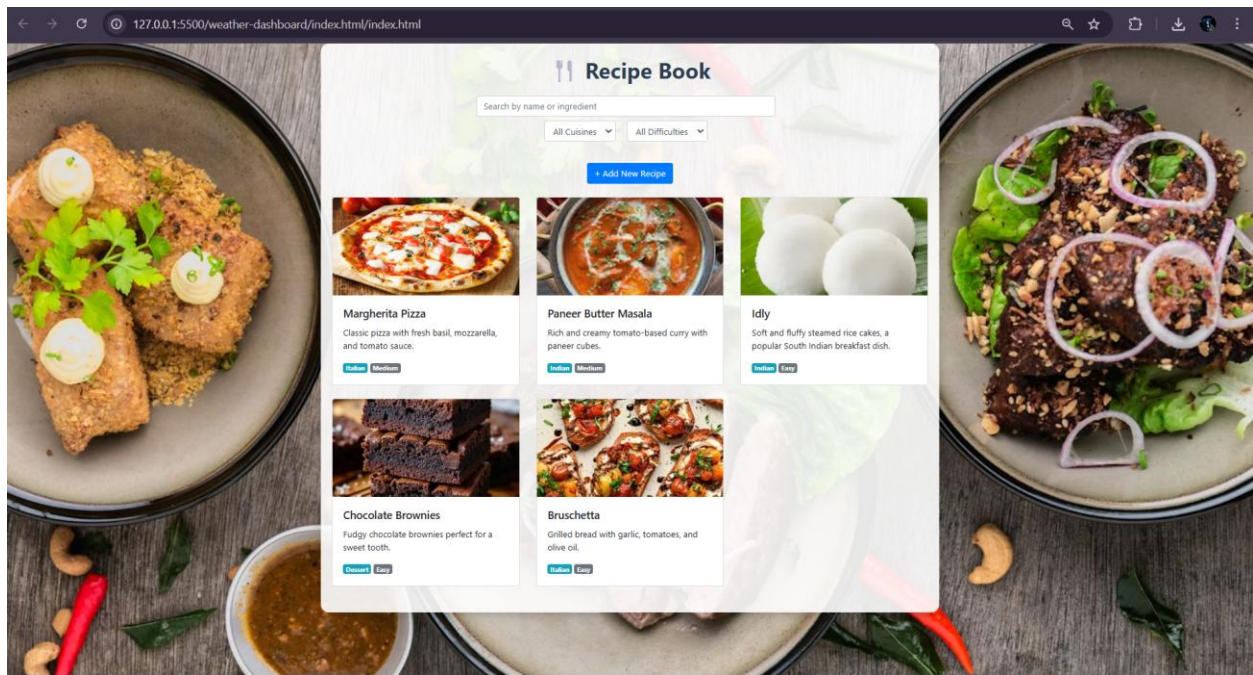 127.0.0.1:5500/weather-dashboard/index.html/index.html
Recipe Book
Search by name or ingredient
All Cuisines All Difficulties
+ Add New Recipe
Margherita Pizza
Classic pizza with fresh basil, mozzarella,
and tomato sauce.
Italian Medium
Paneer Butter Masala
Rich and creamy tomato-based curry with
paneer cubes.
Indian Medium
Idly
Soft and fluffy steamed rice cakes, a
popular South Indian breakfast dish.
Indian Easy
Chocolate Brownies
Fudgy chocolate brownies perfect for a
sweet tooth.
Dessert Easy
Bruschetta
Grilled bread with garlic, tomatoes, and
olive oil.
Italian Easy